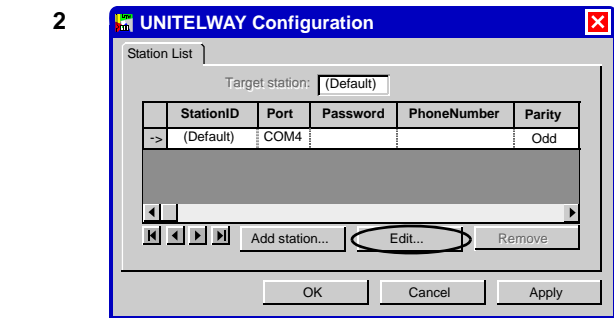 2
UNITELWAY Configuration
Station List
Target station: (Default)
StationID Port Password PhoneNumber Parity
-> (Default) COM4 Odd
Add station... Edit... Remove
OK Cancel Apply